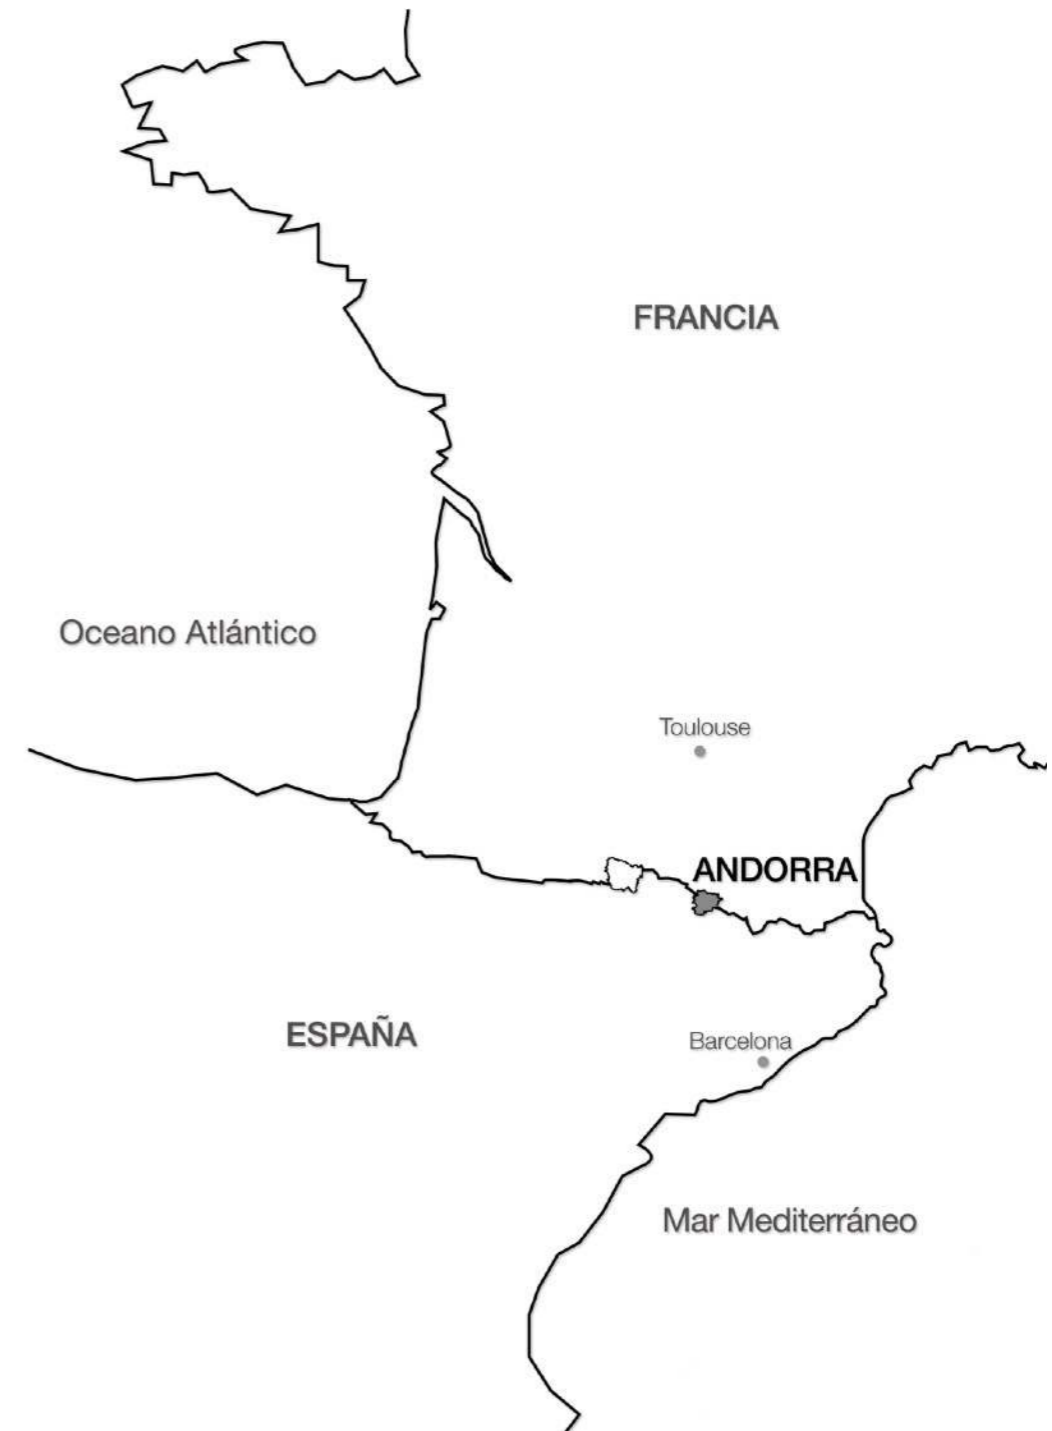 FRANCIA
Oceano Atlántico
Toulouse
ANDORRA
ESPAÑA
Barcelona
Mar Mediterráneo